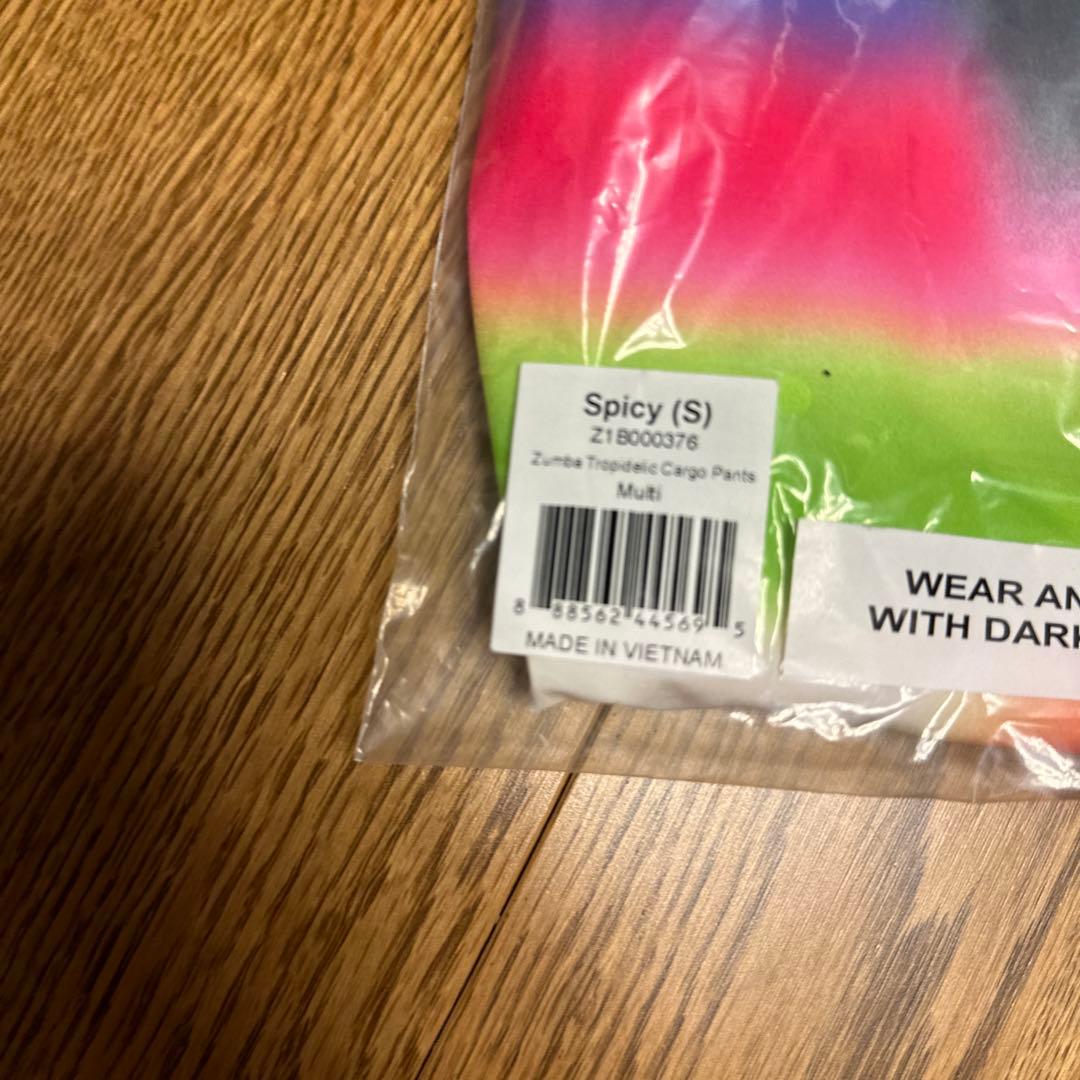 Spicy (S)
Z1B000376
Zumba Tropidelic Cargo Pants
Multi
8 88562 44569 5
MADE IN VIETNAM
WEAR AN
WITH DARK